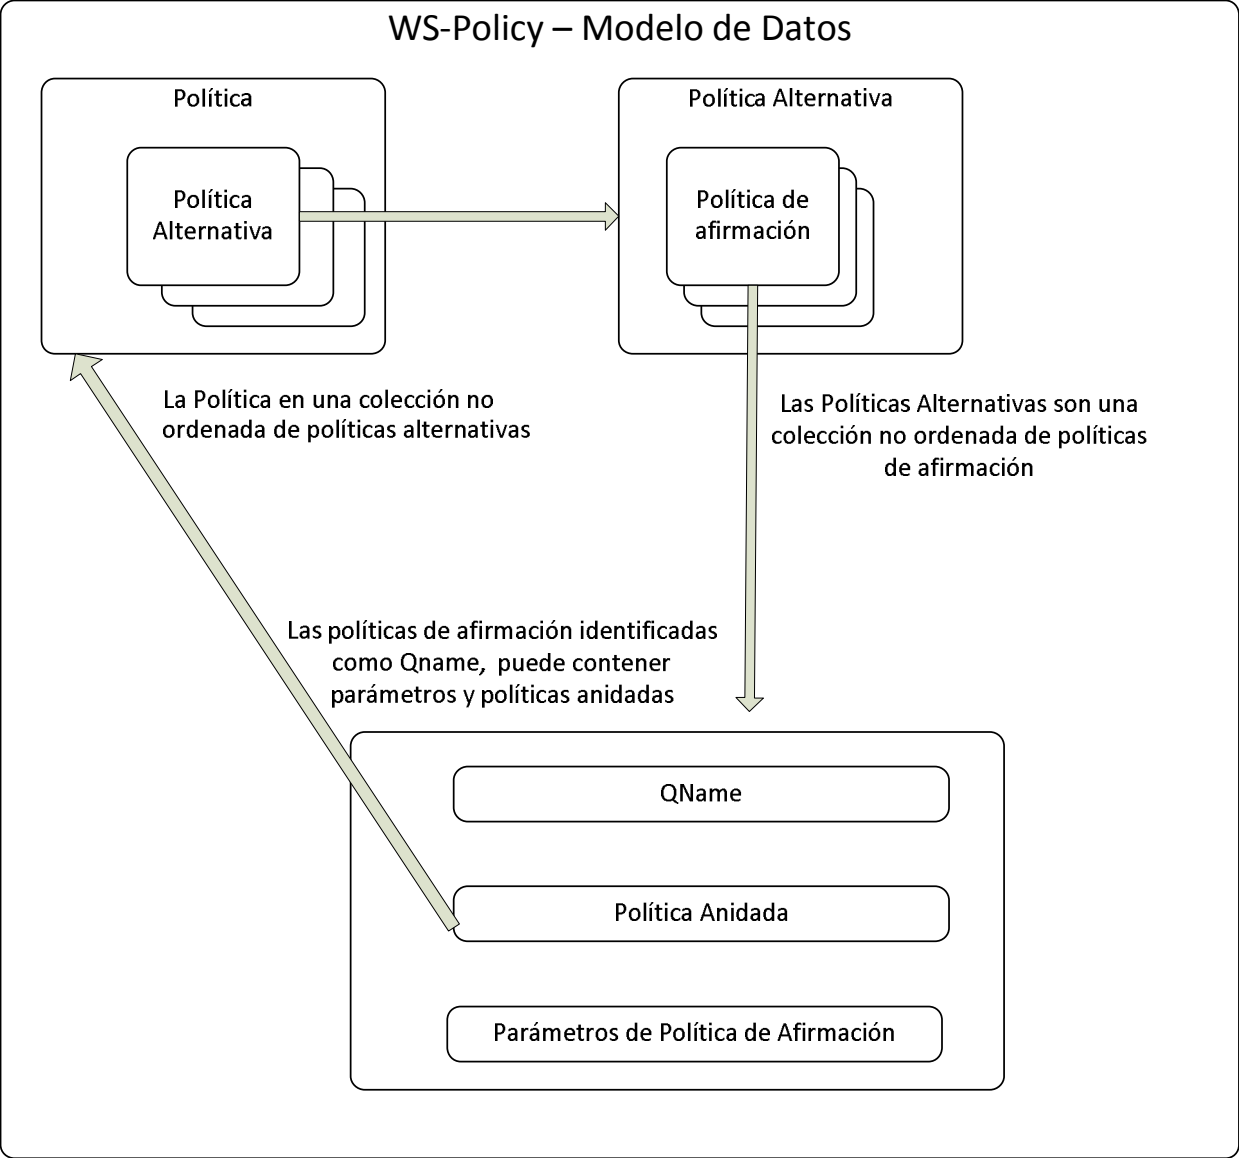 WS-Policy – Modelo de Datos
Política
Política
Alternativa
Política Alternativa
Política de
afirmación
La Política en una colección no
ordenada de políticas alternativas
Las Políticas Alternativas son una
colección no ordenada de políticas
de afirmación
Las políticas de afirmación identificadas
como Qname, puede contener
parámetros y políticas anidadas
QName
Política Anidada
Parámetros de Política de Afirmación